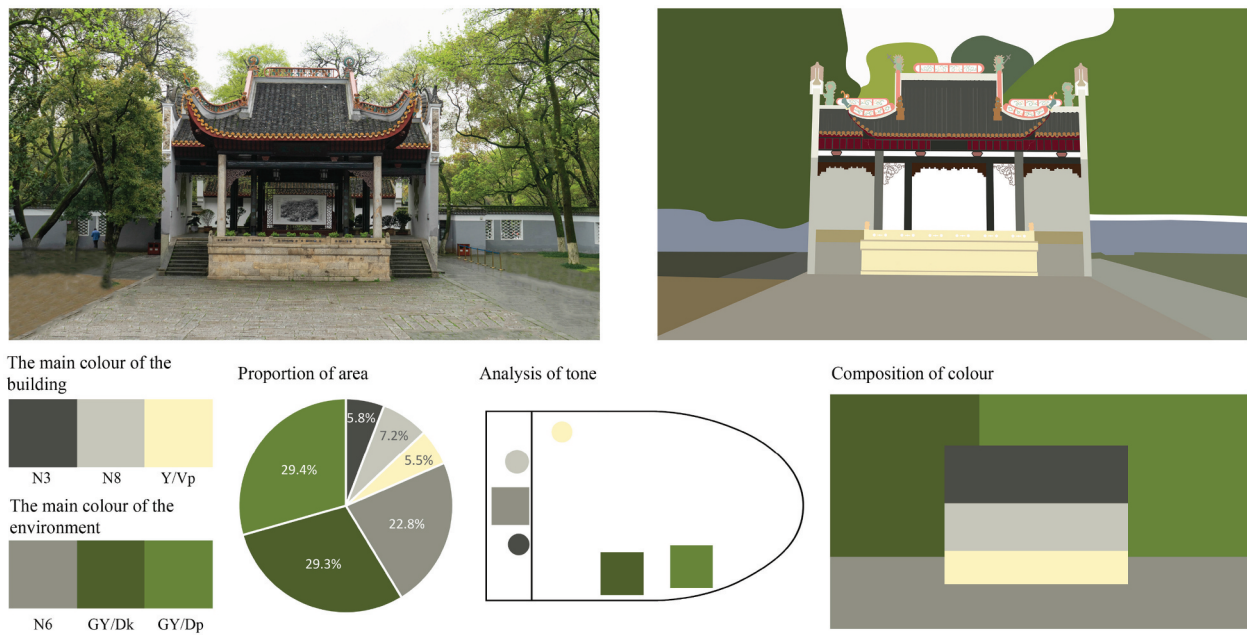 The main colour of the
building
N3 N8 Y/Vp
The main colour of the
environment
N6 GY/Dk GY/Dp
Proportion of area
5.8%
7.2%
5.5%
22.8%
29.3%
29.4%
Analysis of tone
Composition of colour